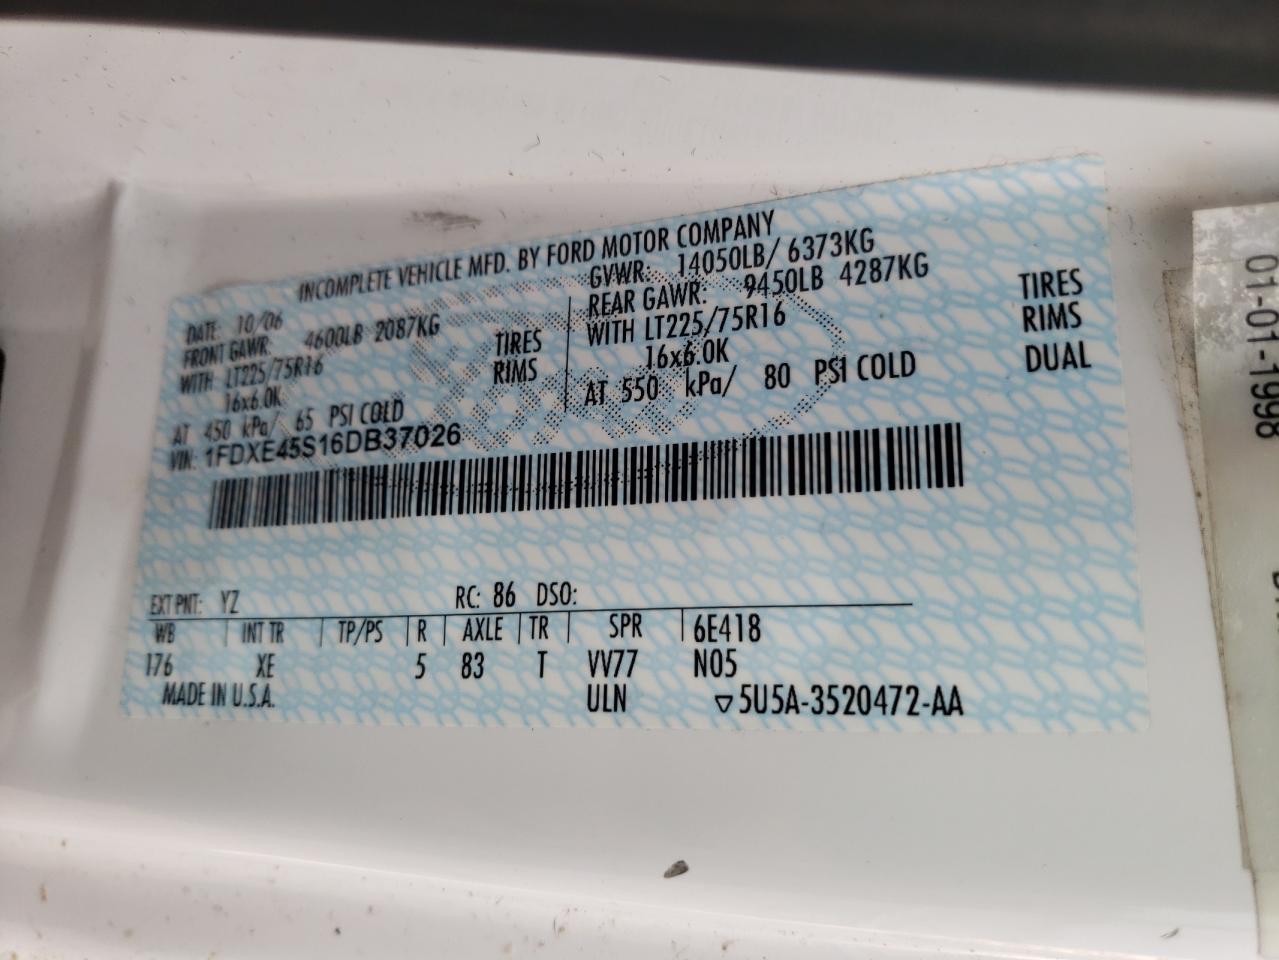 INCOMPLETE VEHICLE MFD. BY FORD MOTOR COMPANY
DATE: 10/06
GVWR: 14050LB/ 6373KG
FRONT GAWR: 4600LB 2087KG
REAR GAWR: 9450LB 4287KG
WITH LT225/75R16 TIRES
WITH LT225/75R16 TIRES
16x6.0K RIMS
16x6.0K RIMS
AT 450 kPa/ 65 PSI COLD
AT 550 kPa/ 80 PSI COLD DUAL
VIN: 1FDXE45S16DB37026
EXT PNT: YZ RC: 86 DSO:
WB INT TR TP/PS R AXLE TR SPR 6E418
176 XE 5 83 T VV77 N05
MADE IN U.S.A. ULN ▽5U5A-3520472-AA
01-01-1998